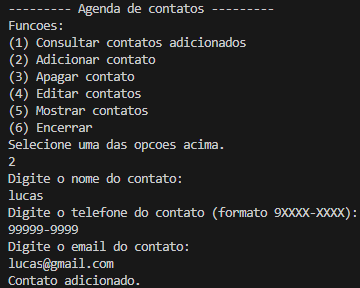 --------- Agenda de contatos ---------
Funcoes:
(1) Consultar contatos adicionados
(2) Adicionar contato
(3) Apagar contato
(4) Editar contatos
(5) Mostrar contatos
(6) Encerrar
Selecione uma das opcoes acima.
2
Digite o nome do contato:
lucas
Digite o telefone do contato (formato 9XXXX-XXXX):
99999-9999
Digite o email do contato:
lucas@gmail.com
Contato adicionado.